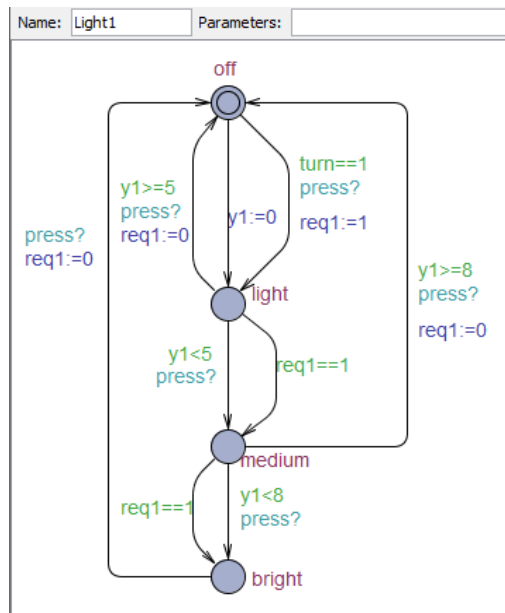 Name: Light1 Parameters:
off
turn==1
press?
req1:=1
y1>=5
press?
req1:=0
y1:=0
press?
req1:=0
y1>=8
press?
req1:=0
light
y1<5
press?
req1==1
medium
req1==1
y1<8
press?
bright